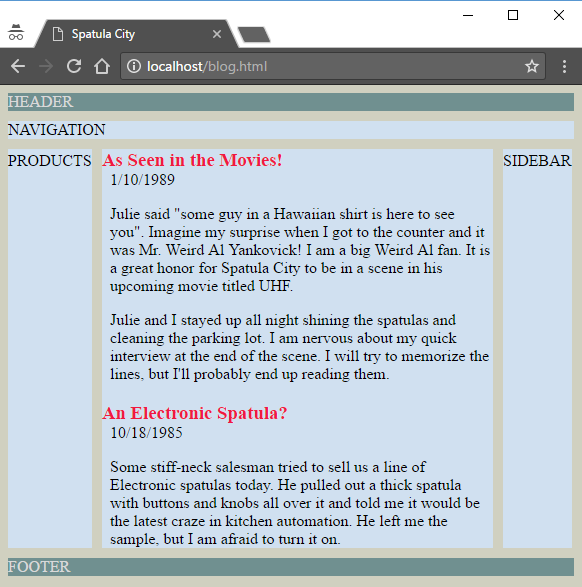 Spatula City
localhost/blog.html
HEADER
NAVIGATION
PRODUCTS
As Seen in the Movies!
1/10/1989
Julie said "some guy in a Hawaiian shirt is here to see
you". Imagine my surprise when I got to the counter and it
was Mr. Weird Al Yankovick! I am a big Weird Al fan. It is
a great honor for Spatula City to be in a scene in his
upcoming movie titled UHF.
Julie and I stayed up all night shining the spatulas and
cleaning the parking lot. I am nervous about my quick
interview at the end of the scene. I will try to memorize the
lines, but I'll probably end up reading them.
An Electronic Spatula?
10/18/1985
Some stiff-neck salesman tried to sell us a line of
Electronic spatulas today. He pulled out a thick spatula
with buttons and knobs all over it and told me it would be
the latest craze in kitchen automation. He left me the
sample, but I am afraid to turn it on.
SIDEBAR
FOOTER